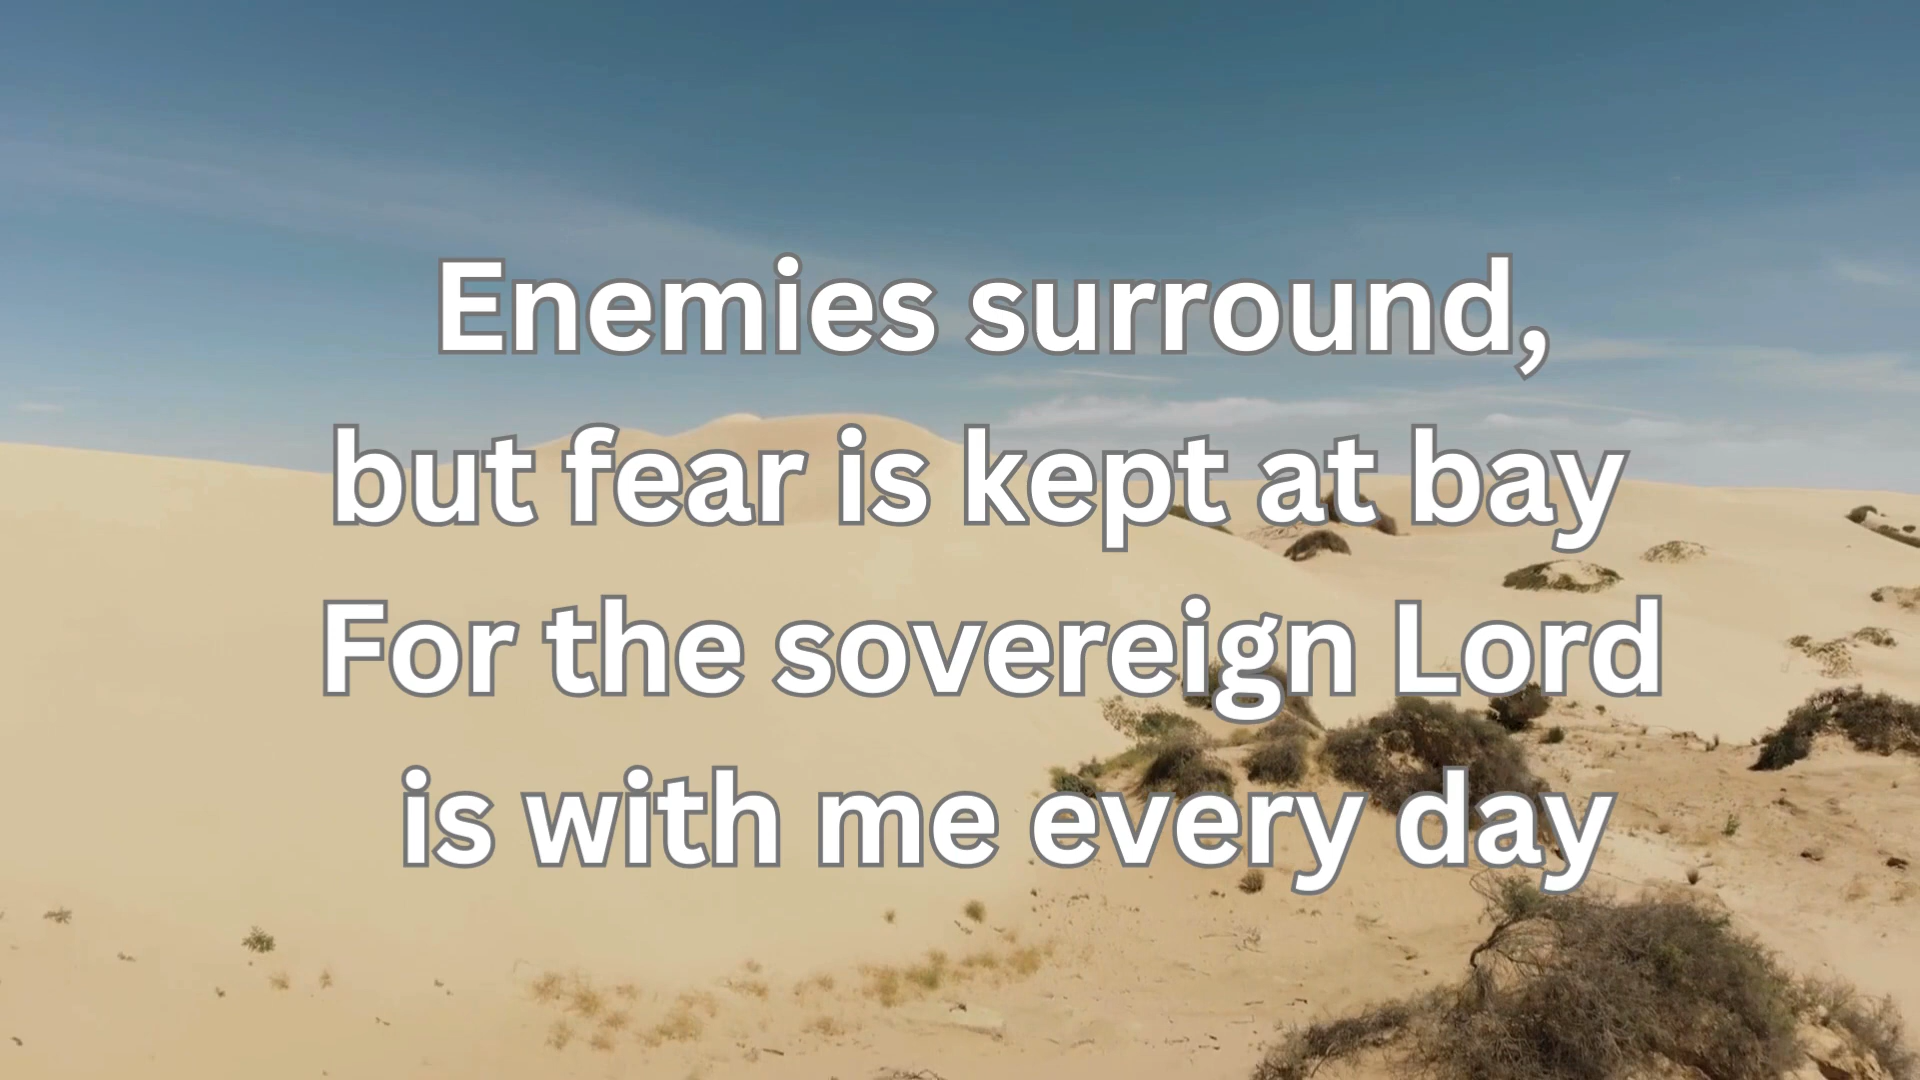 Enemies surround,
but fear is kept at bay
For the sovereign Lord
is with me every day